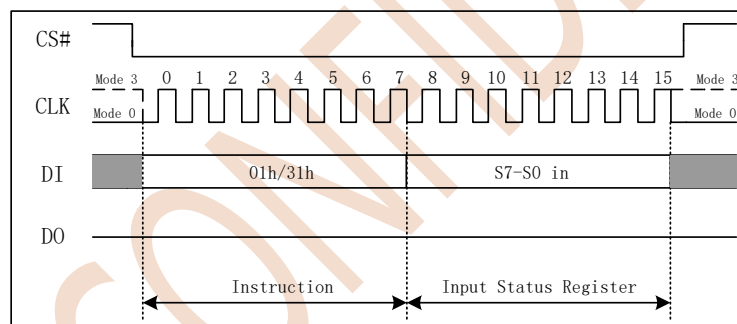 CS#
Mode 3 0 1 2 3 4 5 6 7 8 9 10 11 12 13 14 15 Mode 3
CLK
Mode 0 Mode 0
DI 01h/31h S7-S0 in
DO
Instruction Input Status Register